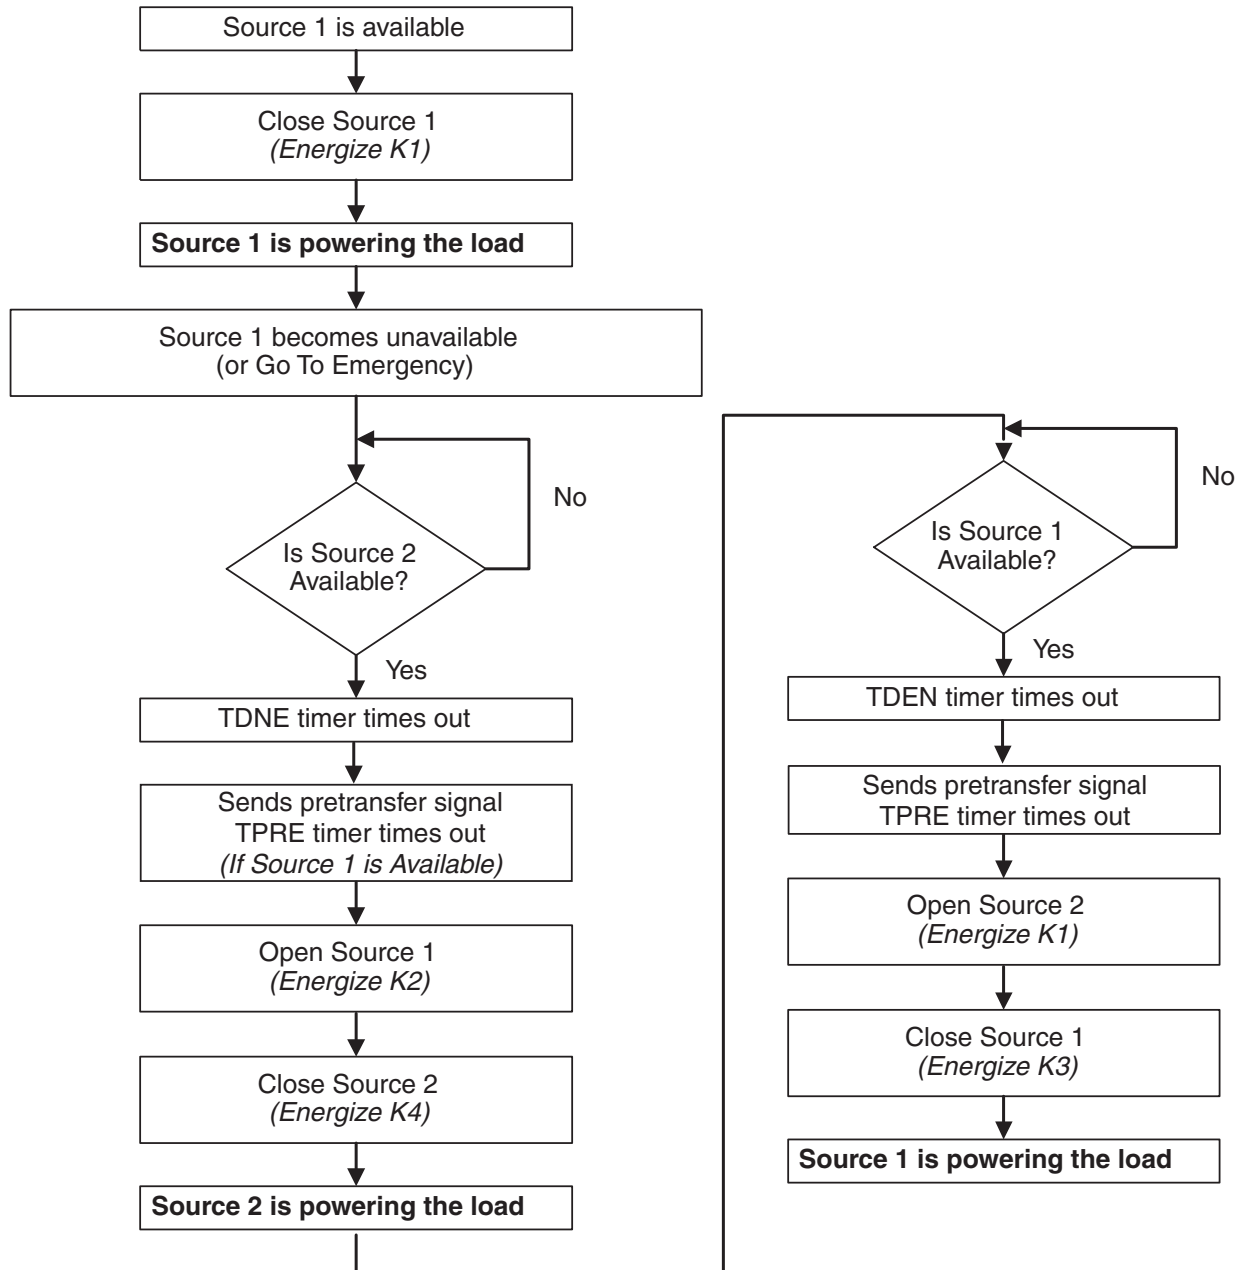 Source 1 is available
Close Source 1
(Energize K1)
Source 1 is powering the load
Source 1 becomes unavailable
(or Go To Emergency)
No
Is Source 2
Available?
Yes
TDNE timer times out
Sends pretransfer signal
TPRE timer times out
(If Source 1 is Available)
Open Source 1
(Energize K2)
Close Source 2
(Energize K4)
Source 2 is powering the load
No
Is Source 1
Available?
Yes
TDEN timer times out
Sends pretransfer signal
TPRE timer times out
Open Source 2
(Energize K1)
Close Source 1
(Energize K3)
Source 1 is powering the load